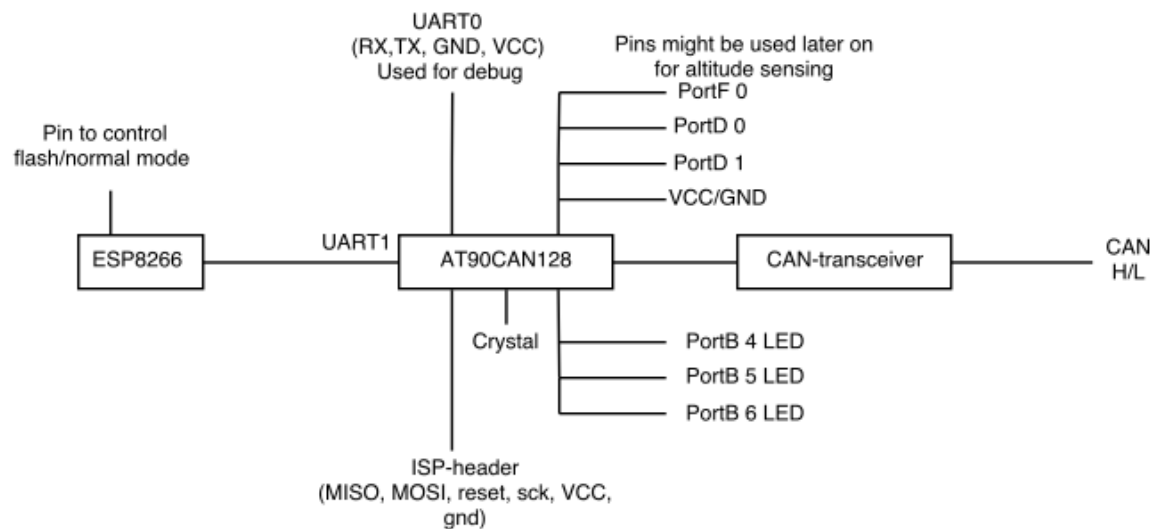 UART0
(RX,TX, GND, VCC)
Used for debug
Pins might be used later on
for altitude sensing
PortF 0
PortD 0
PortD 1
VCC/GND
Pin to control
flash/normal mode
ESP8266
UART1
AT90CAN128
CAN-transceiver
CAN
H/L
Crystal
PortB 4 LED
PortB 5 LED
PortB 6 LED
ISP-header
(MISO, MOSI, reset, sck, VCC,
gnd)